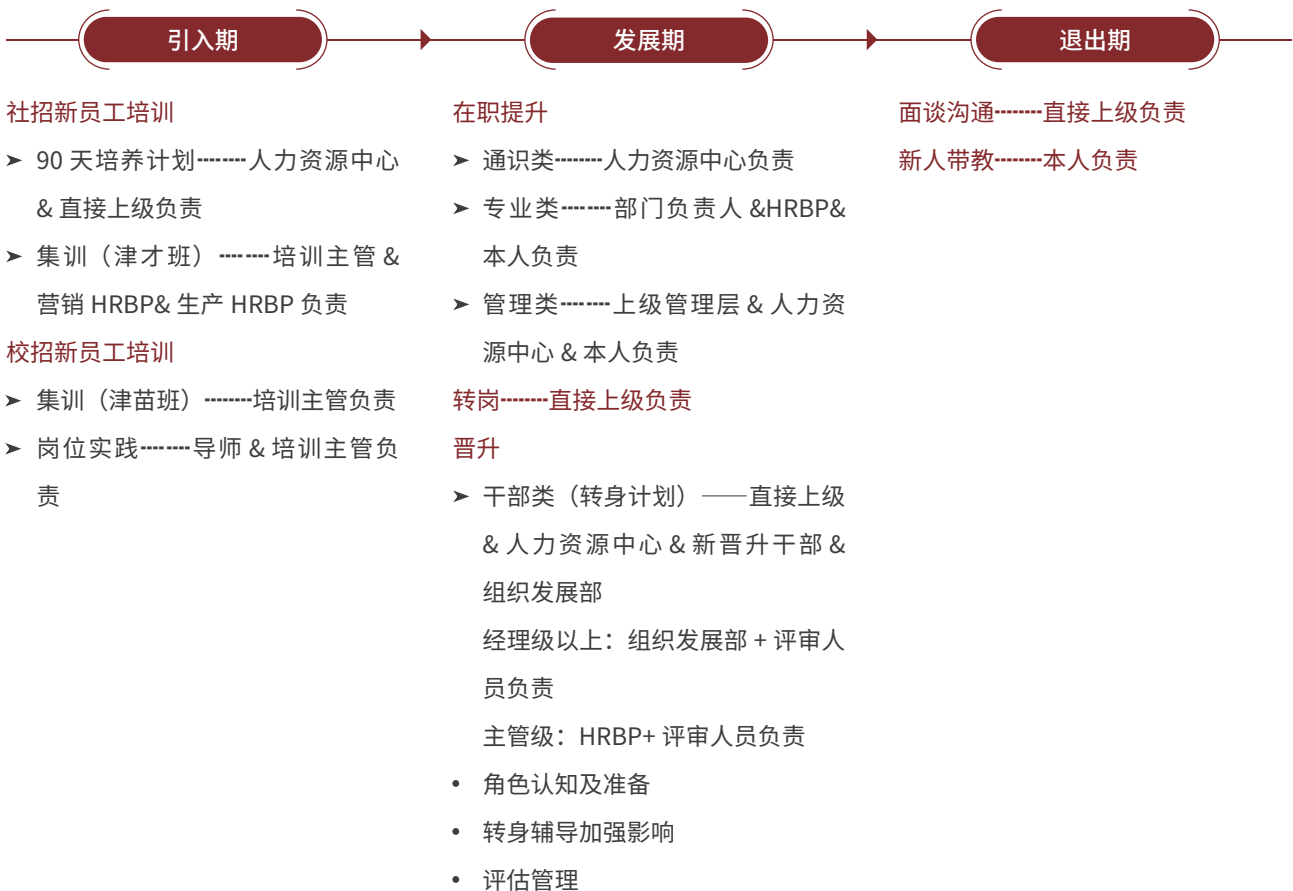 引入期
社招新员工培训
➤ 90 天培养计划--------人力资源中心
& 直接上级负责
➤ 集训（津才班）--------培训主管 &
营销 HRBP& 生产 HRBP 负责
校招新员工培训
➤ 集训（津苗班）--------培训主管负责
➤ 岗位实践--------导师 & 培训主管负
责
发展期
在职提升
➤ 通识类--------人力资源中心负责
➤ 专业类--------部门负责人 &HRBP&
本人负责
➤ 管理类--------上级管理层 & 人力资
源中心 & 本人负责
转岗--------直接上级负责
晋升
➤ 干部类（转身计划）——直接上级
& 人力资源中心 & 新晋升干部 &
组织发展部
经理级以上：组织发展部 + 评审人
员负责
主管级：HRBP+ 评审人员负责
• 角色认知及准备
• 转身辅导加强影响
• 评估管理
退出期
面谈沟通--------直接上级负责
新人带教--------本人负责